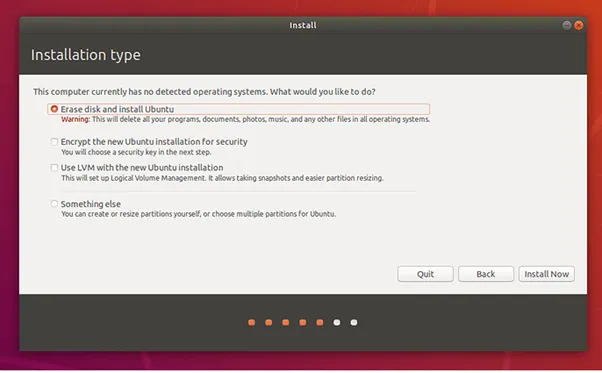 Install
Installation type
This computer currently has no detected operating systems. What would you like to do?
Erase disk and install Ubuntu
Warning: This will delete all your programs, documents, photos, music, and any other files in all operating systems.
Encrypt the new Ubuntu installation for security
You will choose a security key in the next step.
Use LVM with the new Ubuntu installation
This will set up Logical Volume Management. It allows taking snapshots and easier partition resizing.
Something else
You can create or resize partitions yourself, or choose multiple partitions for Ubuntu.
Quit Back Install Now